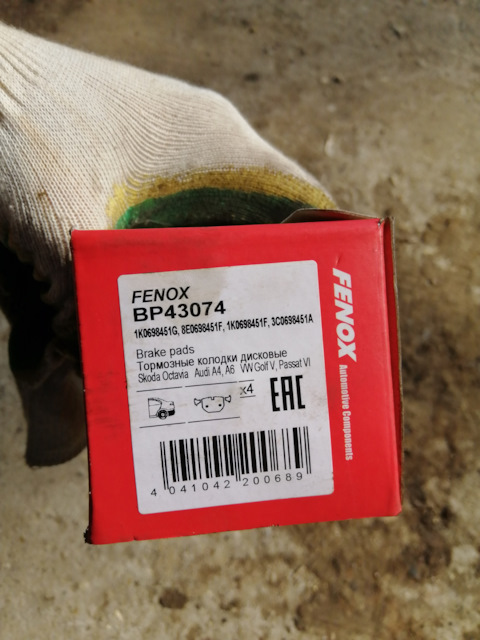 FENOX
BP43074
1K0698451G, 8E0698451F, 1K0698451F, 3C0698451A
Brake pads
Тормозные колодки дисковые
Skoda Octavia Audi A4, A6 VW Golf V, Passat VI
x4
EAC
4 041042 200689
FENOX
Automotive Components